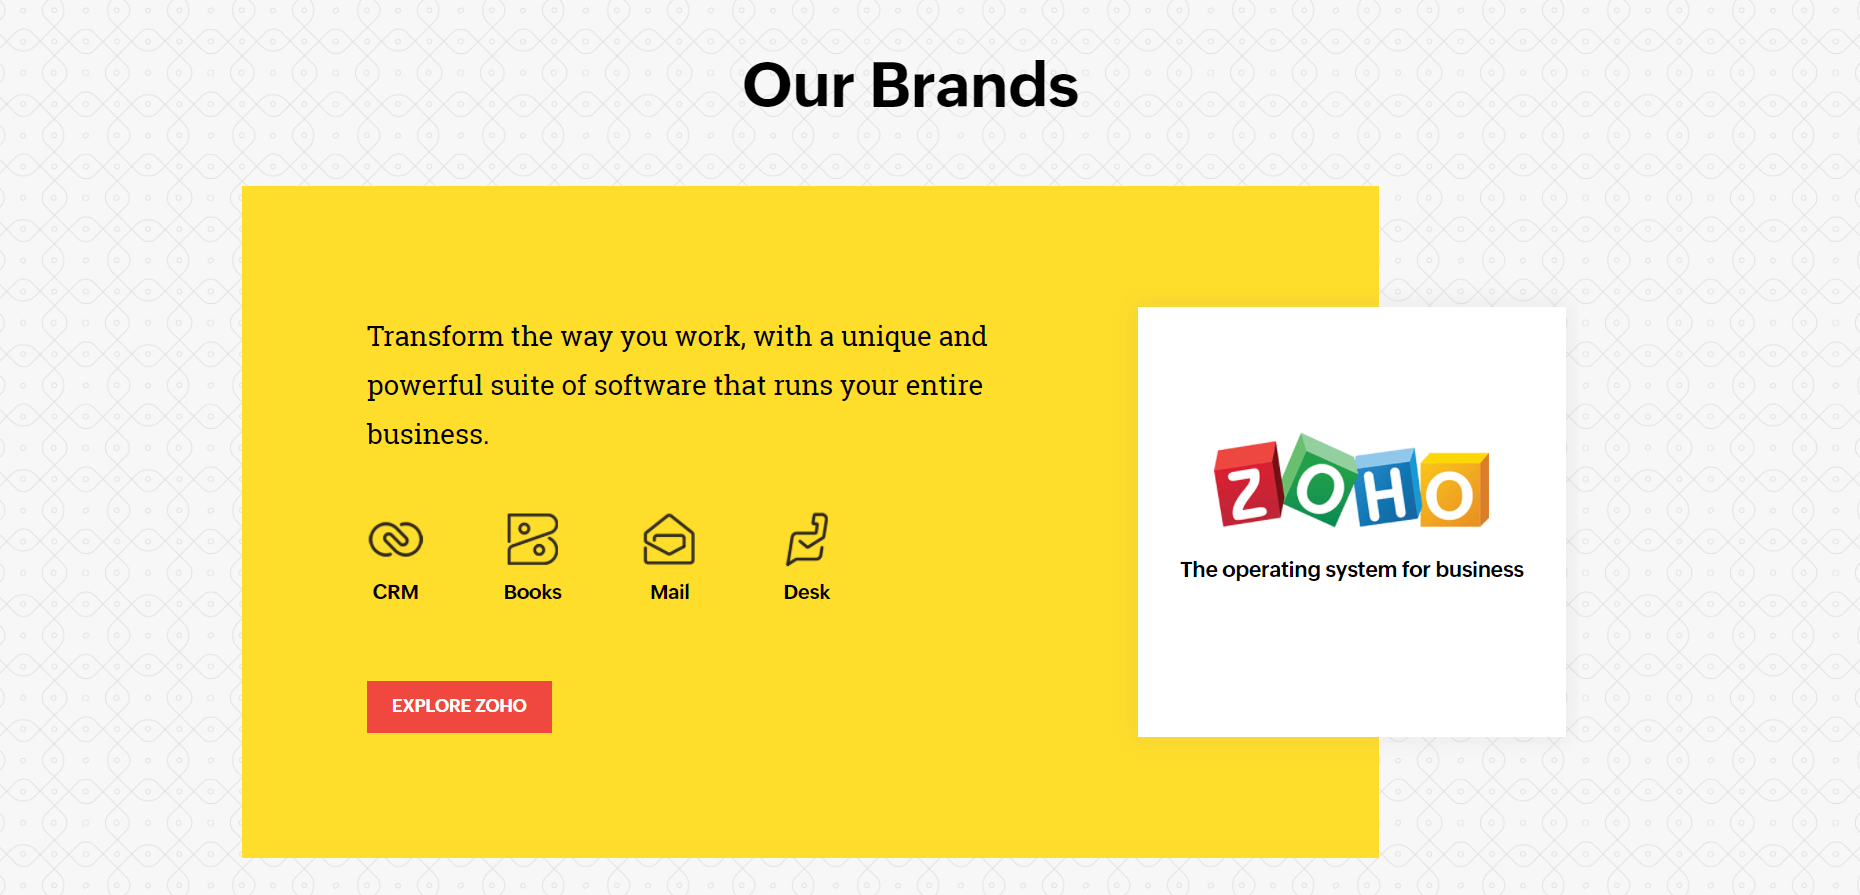 Our Brands
Transform the way you work, with a unique and
powerful suite of software that runs your entire
business.
CRM
Books
Mail
Desk
EXPLORE ZOHO
ZOHO
The operating system for business